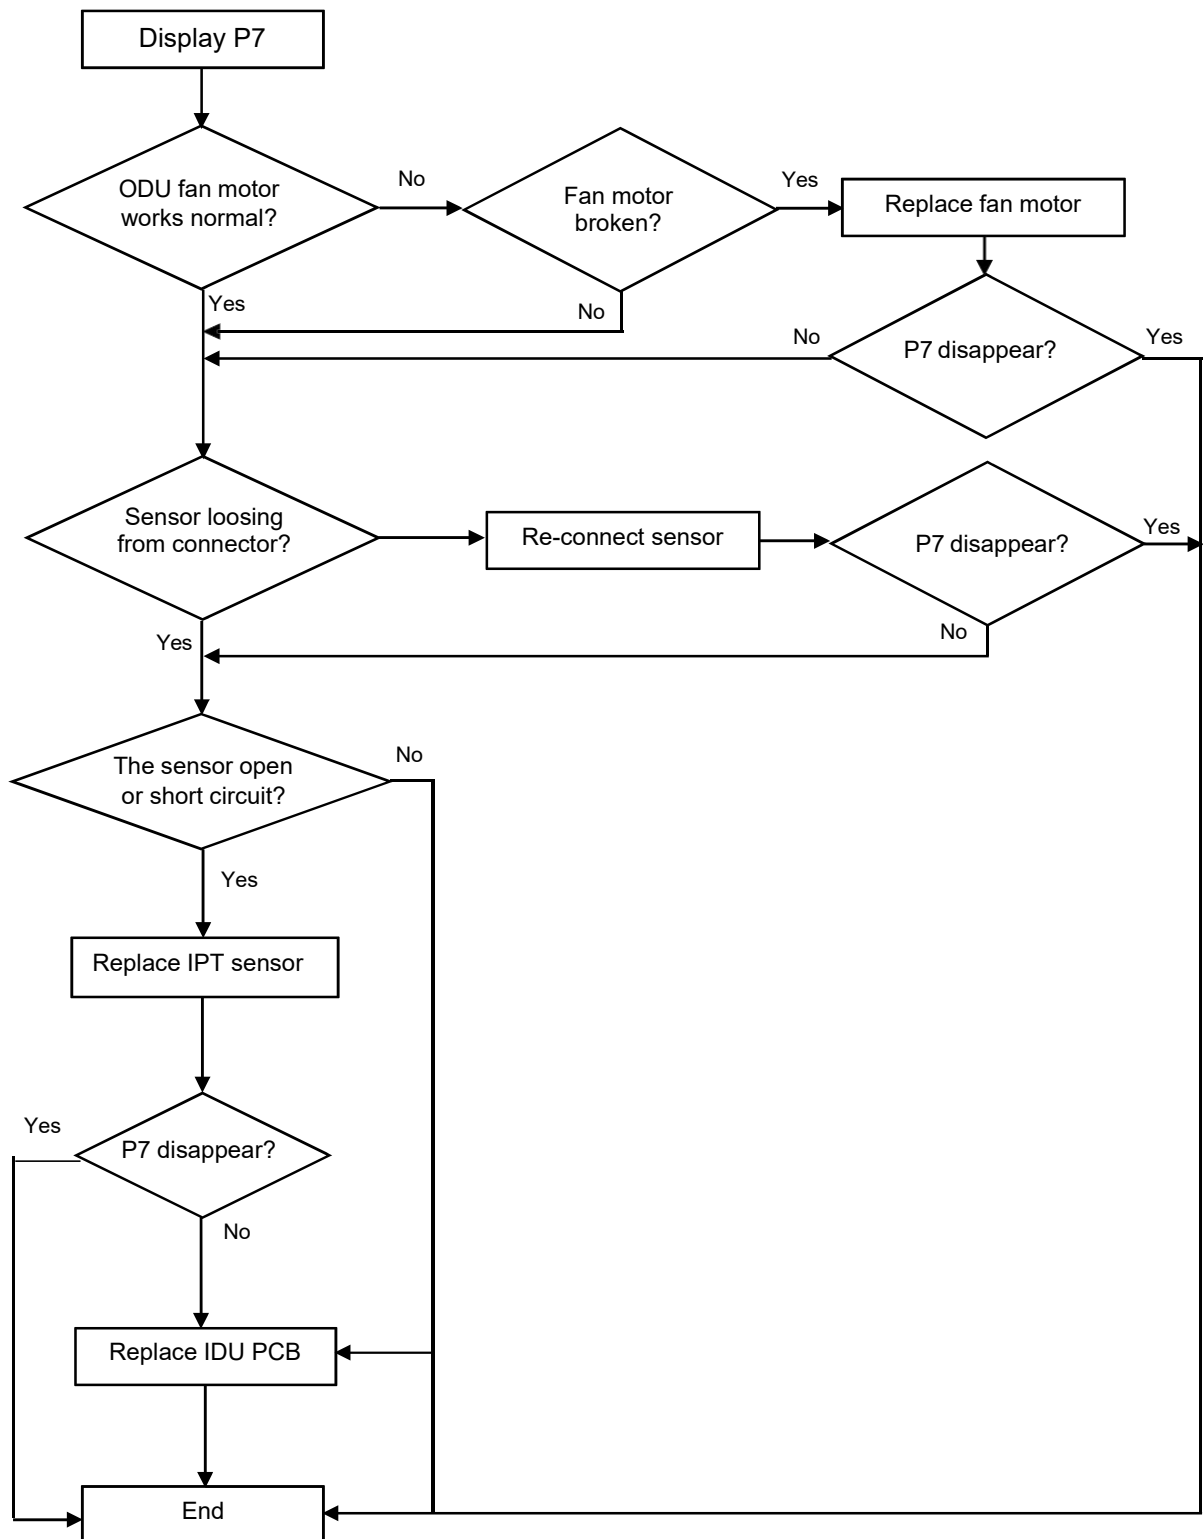 Display P7
ODU fan motor
works normal?
No
Fan motor
broken?
Yes
Replace fan motor
Yes
No
No
P7 disappear?
Yes
Sensor loosing
from connector?
Re-connect sensor
P7 disappear?
Yes
Yes
No
The sensor open
or short circuit?
No
Yes
Replace IPT sensor
Yes
P7 disappear?
No
Replace IDU PCB
End